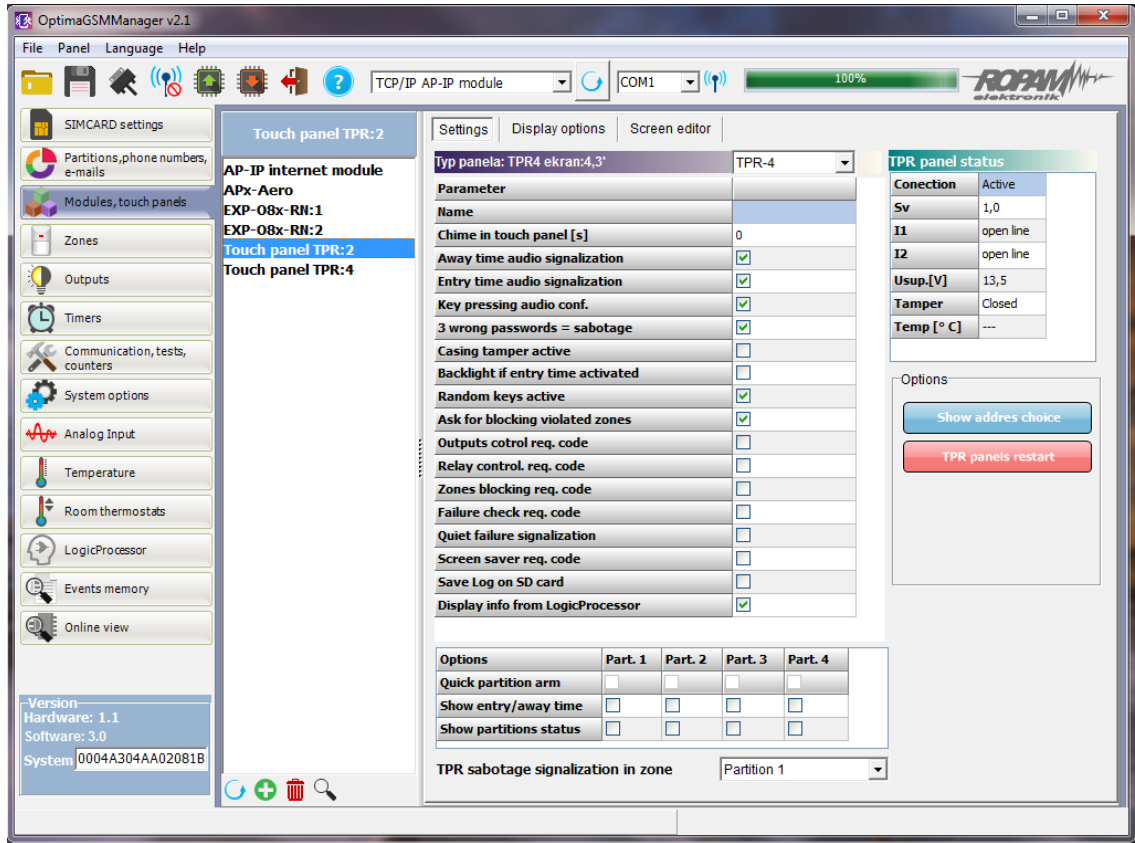 OptimaGSMManager v2.1
File Panel Language Help
TCP/IP AP-IP module
COM1
100%
ROPAM
elektronik
SIMCARD settings
Partitions,phone numbers,
e-mails
Modules, touch panels
Zones
Outputs
Timers
Communication, tests,
counters
System options
Analog Input
Temperature
Room thermostats
LogicProcessor
Events memory
Online view
Version
Hardware: 1.1
Software: 3.0
System 0004A304AA02081B
Touch panel TPR:2
AP-IP internet module
APx-Aero
EXP-O8x-RN:1
EXP-O8x-RN:2
Touch panel TPR:2
Touch panel TPR:4
Settings Display options Screen editor
Typ panela: TPR4 ekran:4,3' TPR-4
Parameter
Name
Chime in touch panel [s] 0
Away time audio signalization
Entry time audio signalization
Key pressing audio conf.
3 wrong passwords = sabotage
Casing tamper active
Backlight if entry time activated
Random keys active
Ask for blocking violated zones
Outputs cotrol req. code
Relay control. req. code
Zones blocking req. code
Failure check req. code
Quiet failure signalization
Screen saver req. code
Save Log on SD card
Display info from LogicProcessor
Options Part. 1 Part. 2 Part. 3 Part. 4
Quick partition arm
Show entry/away time
Show partitions status
TPR sabotage signalization in zone Partition 1
TPR panel status
Conection Active
Sv 1,0
I1 open line
I2 open line
Usup.[V] 13,5
Tamper Closed
Temp [° C] ---
Options
Show addres choice
TPR panels restart